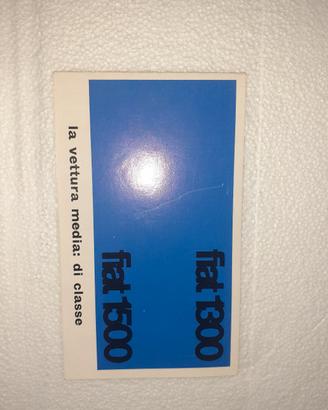 fiat 1300
fiat 1500
la vettura media: di classe